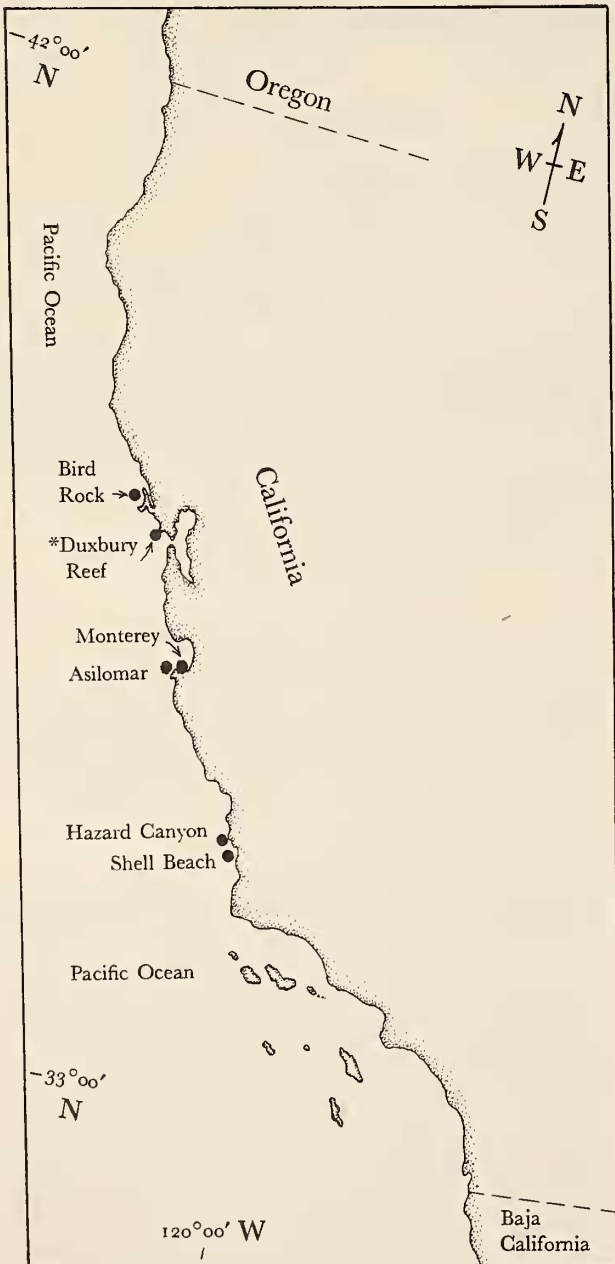 42°00'
N
Oregon
N
W E
S
Pacific Ocean
California
Bird
Rock
*Duxbury
Reef
Monterey
Asilomar
Hazard Canyon
Shell Beach
Pacific Ocean
33°00'
N
120°00' W
Baja
California